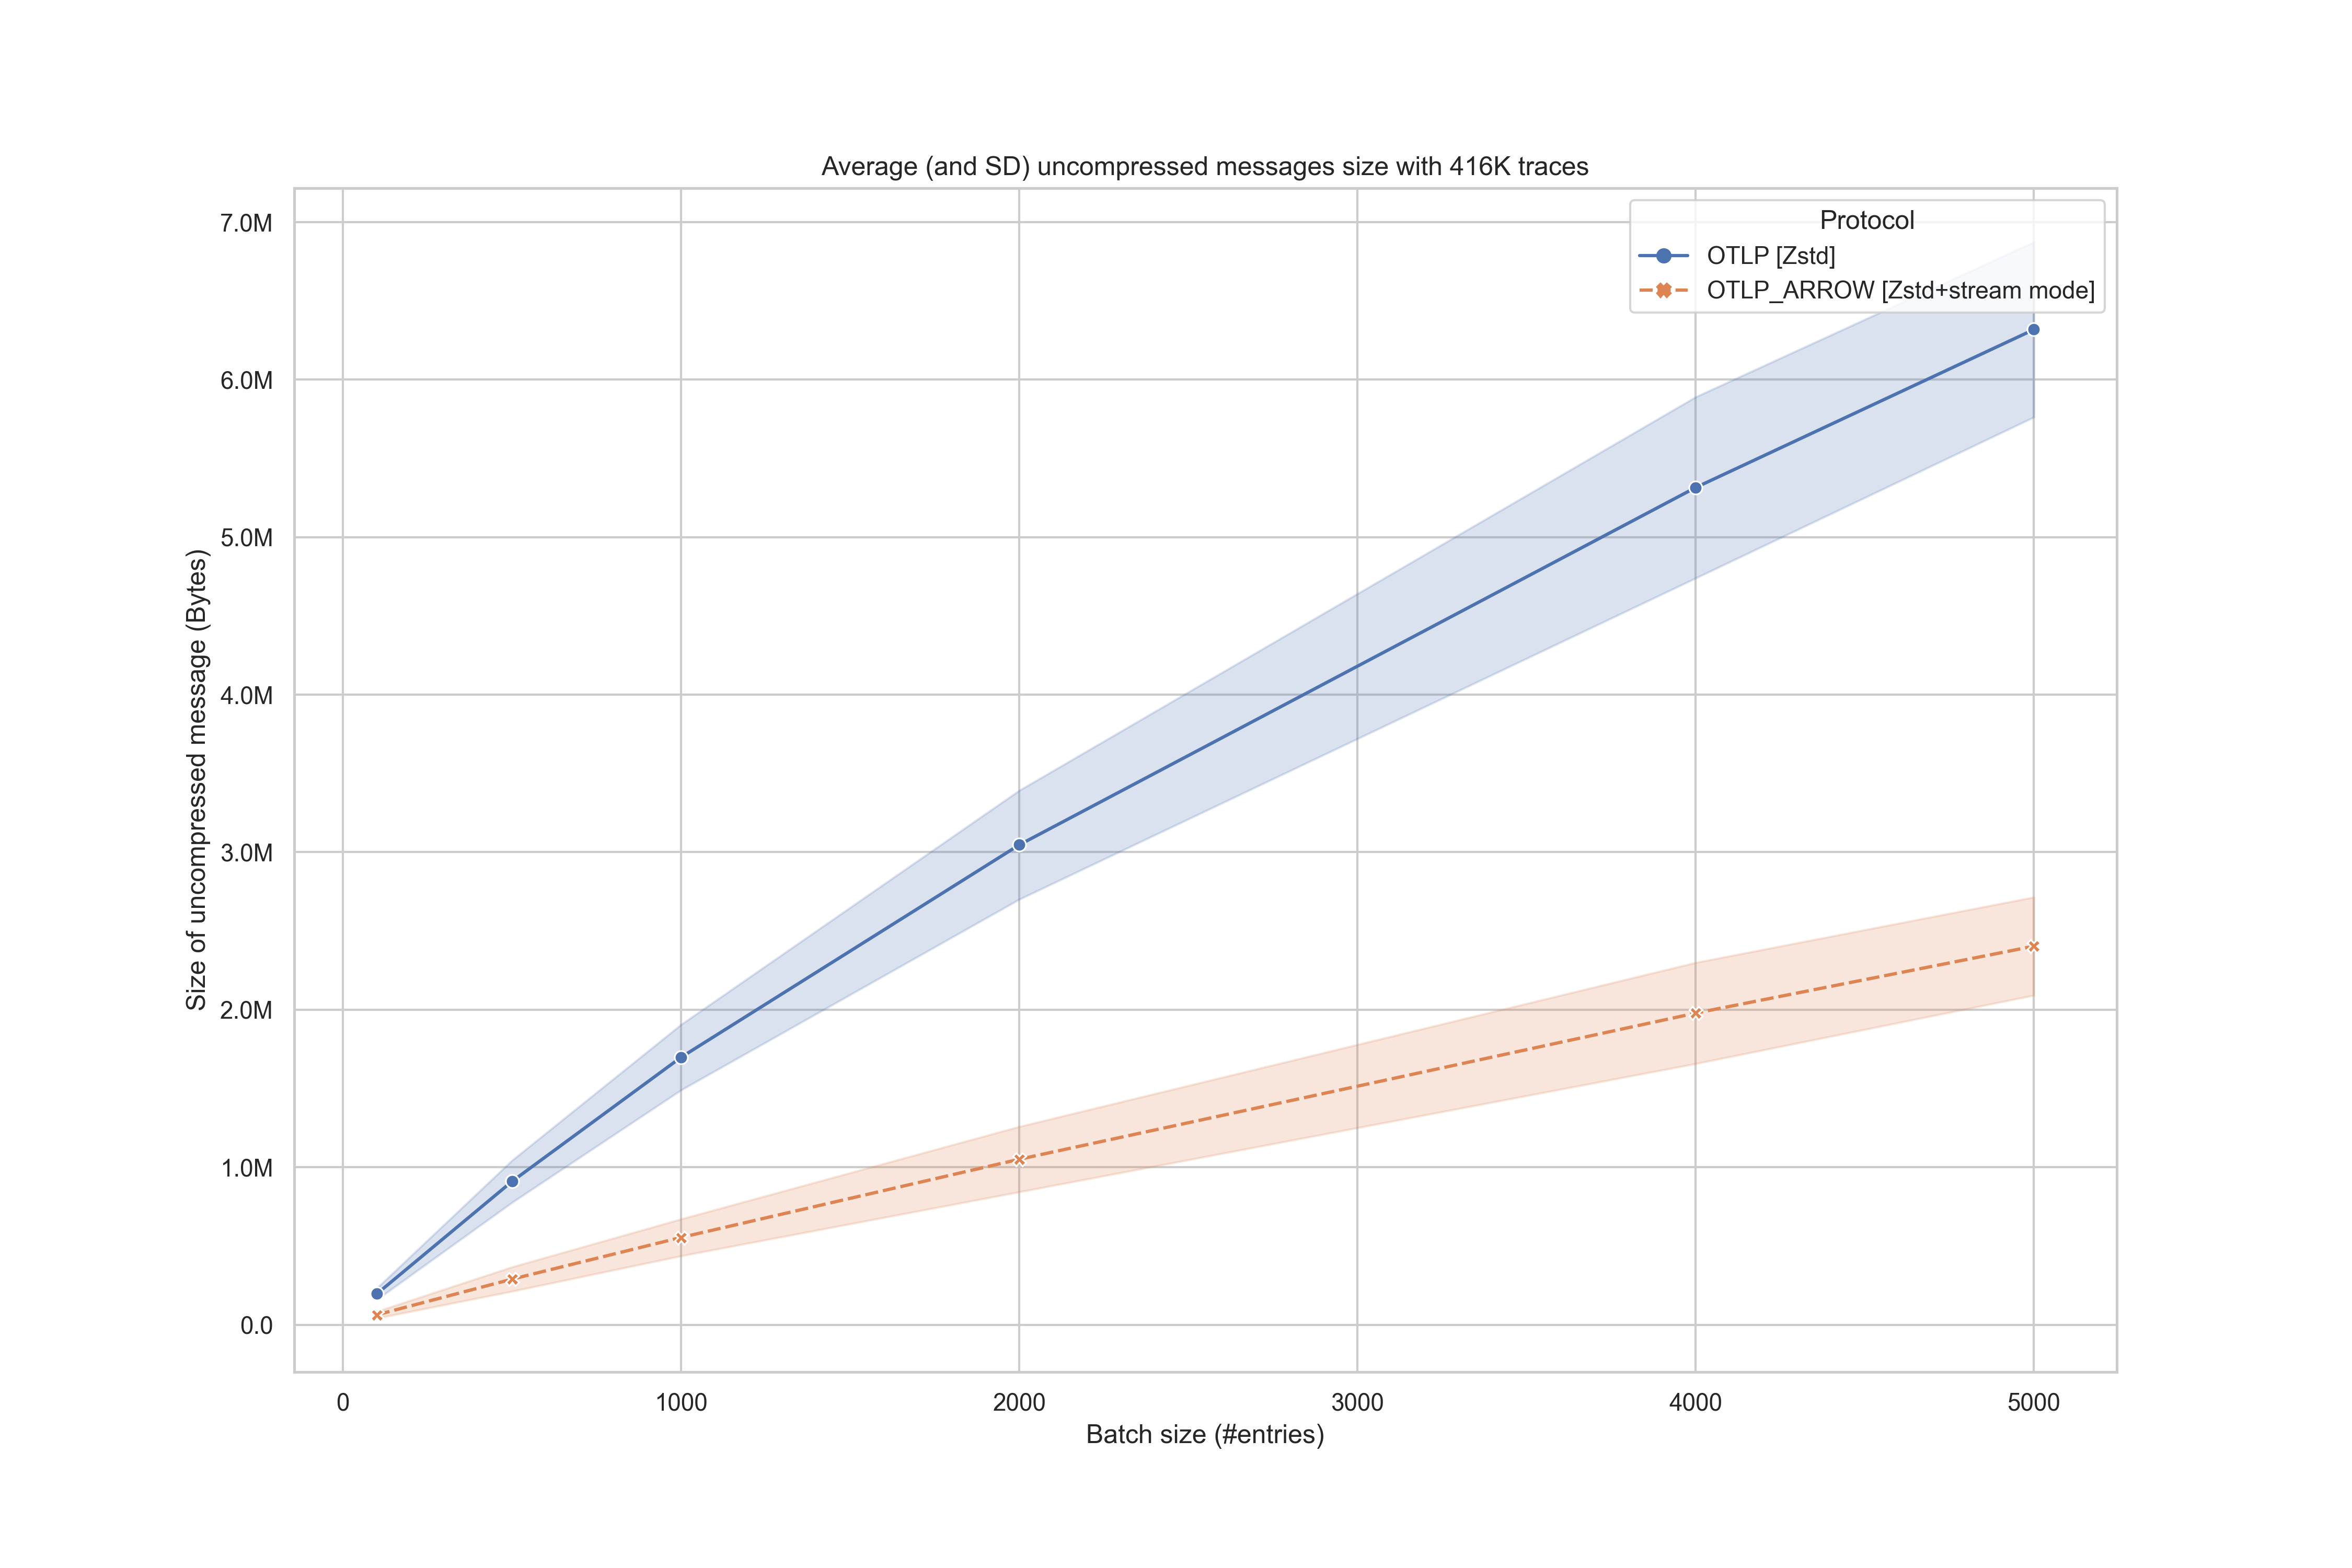 Average (and SD) uncompressed messages size with 416K traces
Protocol
OTLP [Zstd]
OTLP_ARROW [Zstd+stream mode]
Size of uncompressed message (Bytes)
7.0M
6.0M
5.0M
4.0M
3.0M
2.0M
1.0M
0.0
0 1000 2000 3000 4000 5000
Batch size (#entries)